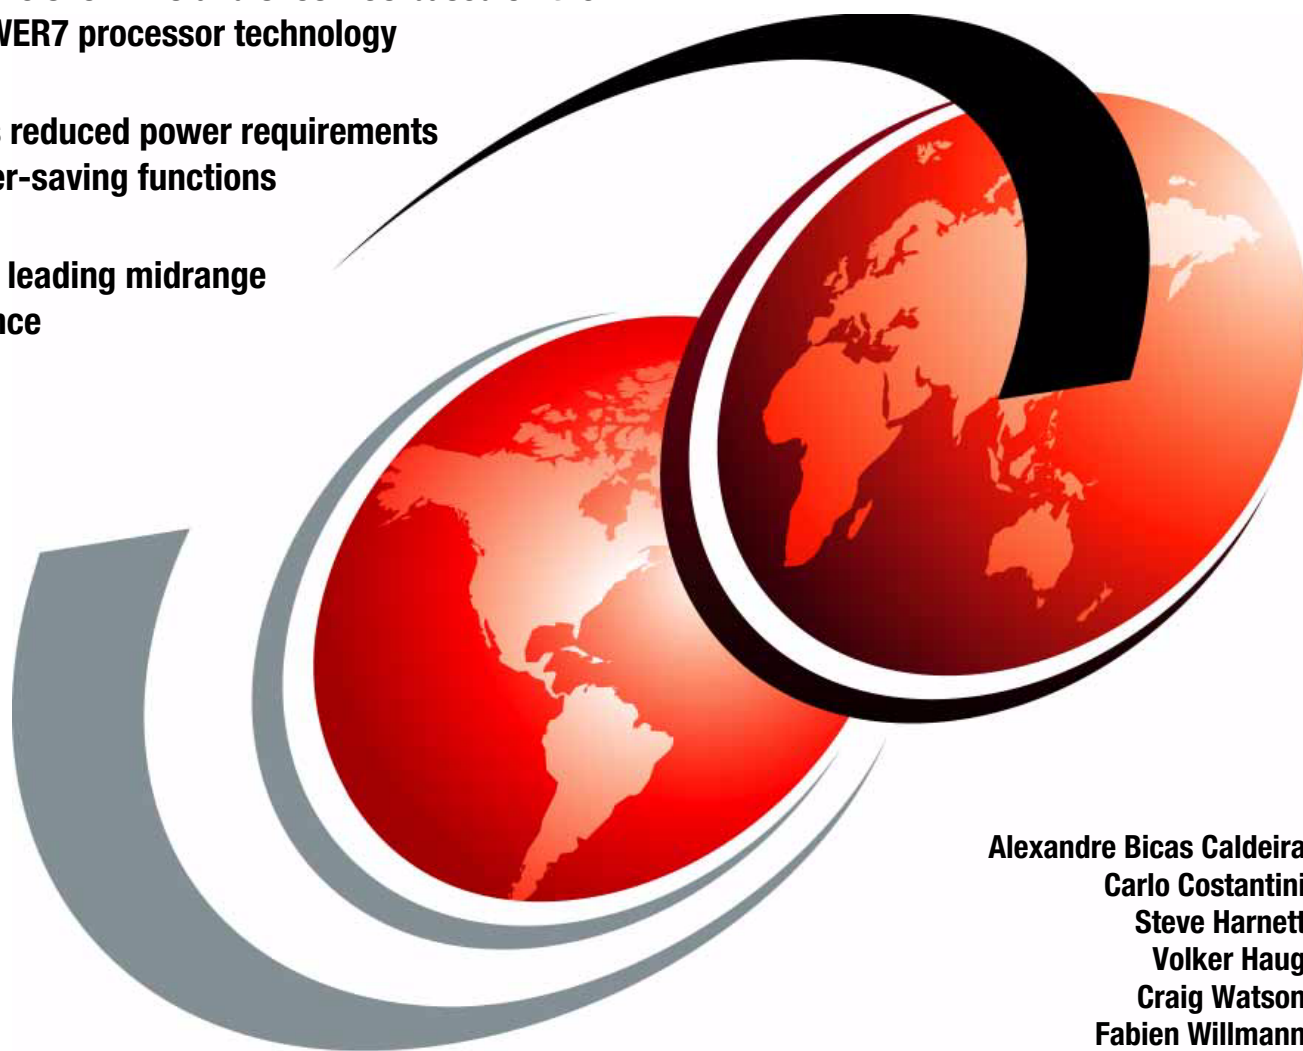 WER7 processor technology
s reduced power requirements
er-saving functions
leading midrange
nce
Alexandre Bicas Caldeira
Carlo Costantini
Steve Harnett
Volker Haug
Craig Watson
Fabien Willmann